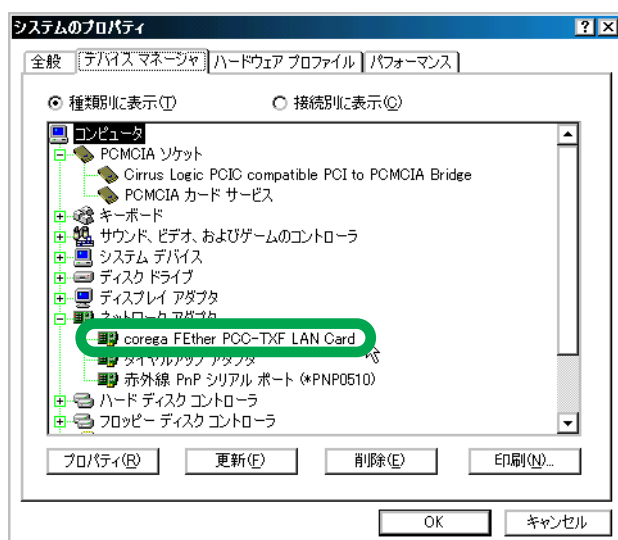 システムのプロパティ
全般 デバイス マネージャ ハードウェア プロファイル パフォーマンス
種類別に表示(T) 接続別に表示(C)
コンピュータ
PCMCIA ソケット
Cirrus Logic PCIC compatible PCI to PCMCIA Bridge
PCMCIA カード サービス
キーボード
サウンド、ビデオ、およびゲームのコントローラ
システム デバイス
ディスク ドライブ
ディスプレイ アダプタ
ネットワーク アダプタ
corega FEther PCC-TXF LAN Card
ダイヤルアップ アダプタ
赤外線 PnP シリアル ポート (*PNP0510)
ハード ディスク コントローラ
フロッピー ディスク コントローラ
プロパティ(R) 更新(F) 削除(E) 印刷(N)...
OK キャンセル